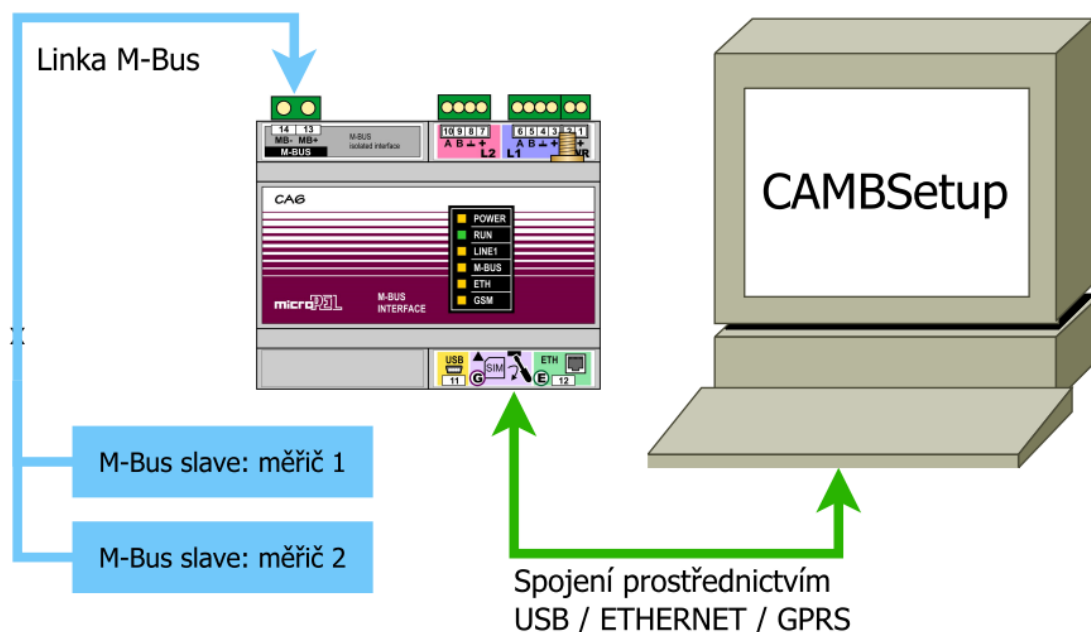 Linka M-Bus
14 13
MB- MB+
M-BUS
M-BUS
isolated interface
10 9 8 7
A B ⊥ +
L2
6 5 4 3 2 1
A B ⊥ +
+
L1
WR
CA6
POWER
RUN
LINE1
M-BUS
ETH
GSM
microPEL
M-BUS
INTERFACE
USB
11
G
SIM
ETH
E
12
CAMBSetup
x
M-Bus slave: měřič 1
M-Bus slave: měřič 2
Spojení prostřednictvím
USB / ETHERNET / GPRS